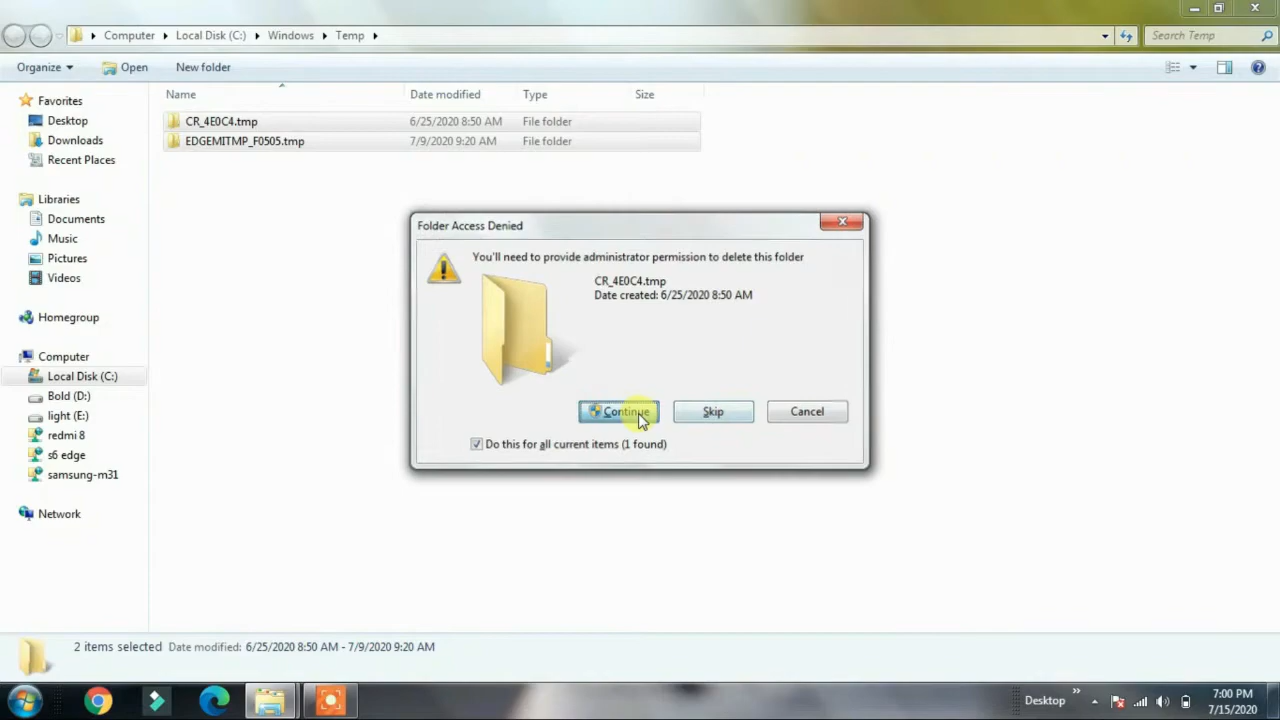 Computer Local Disk (C:) Windows Temp
Search Temp
Organize Open New folder
Name Date modified Type Size
CR_4E0C4.tmp 6/25/2020 8:50 AM File folder
EDGEMITMP_F0505.tmp 7/9/2020 9:20 AM File folder
Favorites
Desktop
Downloads
Recent Places
Libraries
Documents
Music
Pictures
Videos
Homegroup
Computer
Local Disk (C:)
Bold (D:)
light (E:)
redmi 8
s6 edge
samsung-m31
Network
Folder Access Denied
You'll need to provide administrator permission to delete this folder
CR_4E0C4.tmp
Date created: 6/25/2020 8:50 AM
Continue Skip Cancel
Do this for all current items (1 found)
2 items selected Date modified: 6/25/2020 8:50 AM - 7/9/2020 9:20 AM
Desktop
7:00 PM
7/15/2020